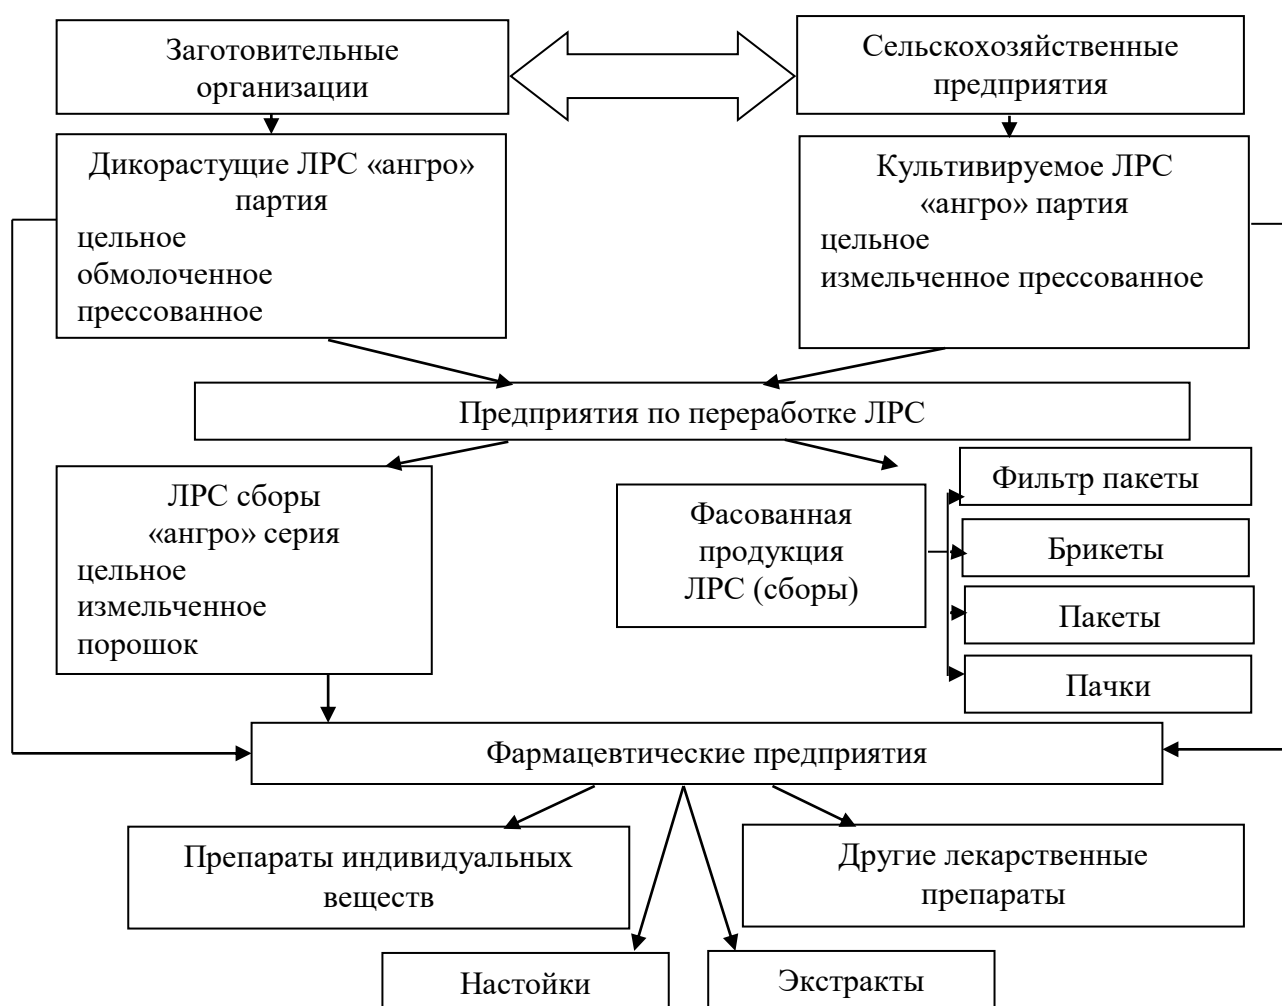 Заготовительные
организации
Сельскохозяйственные
предприятия
Дикорастущие ЛРС «ангро»
партия
цельное
обмолоченное
прессованное
Культивируемое ЛРС
«ангро» партия
цельное
измельченное прессованное
Предприятия по переработке ЛРС
ЛРС сборы
«ангро» серия
цельное
измельченное
порошок
Фасованная
продукция
ЛРС (сборы)
Фильтр пакеты
Брикеты
Пакеты
Пачки
Фармацевтические предприятия
Препараты индивидуальных
веществ
Другие лекарственные
препараты
Настойки
Экстракты